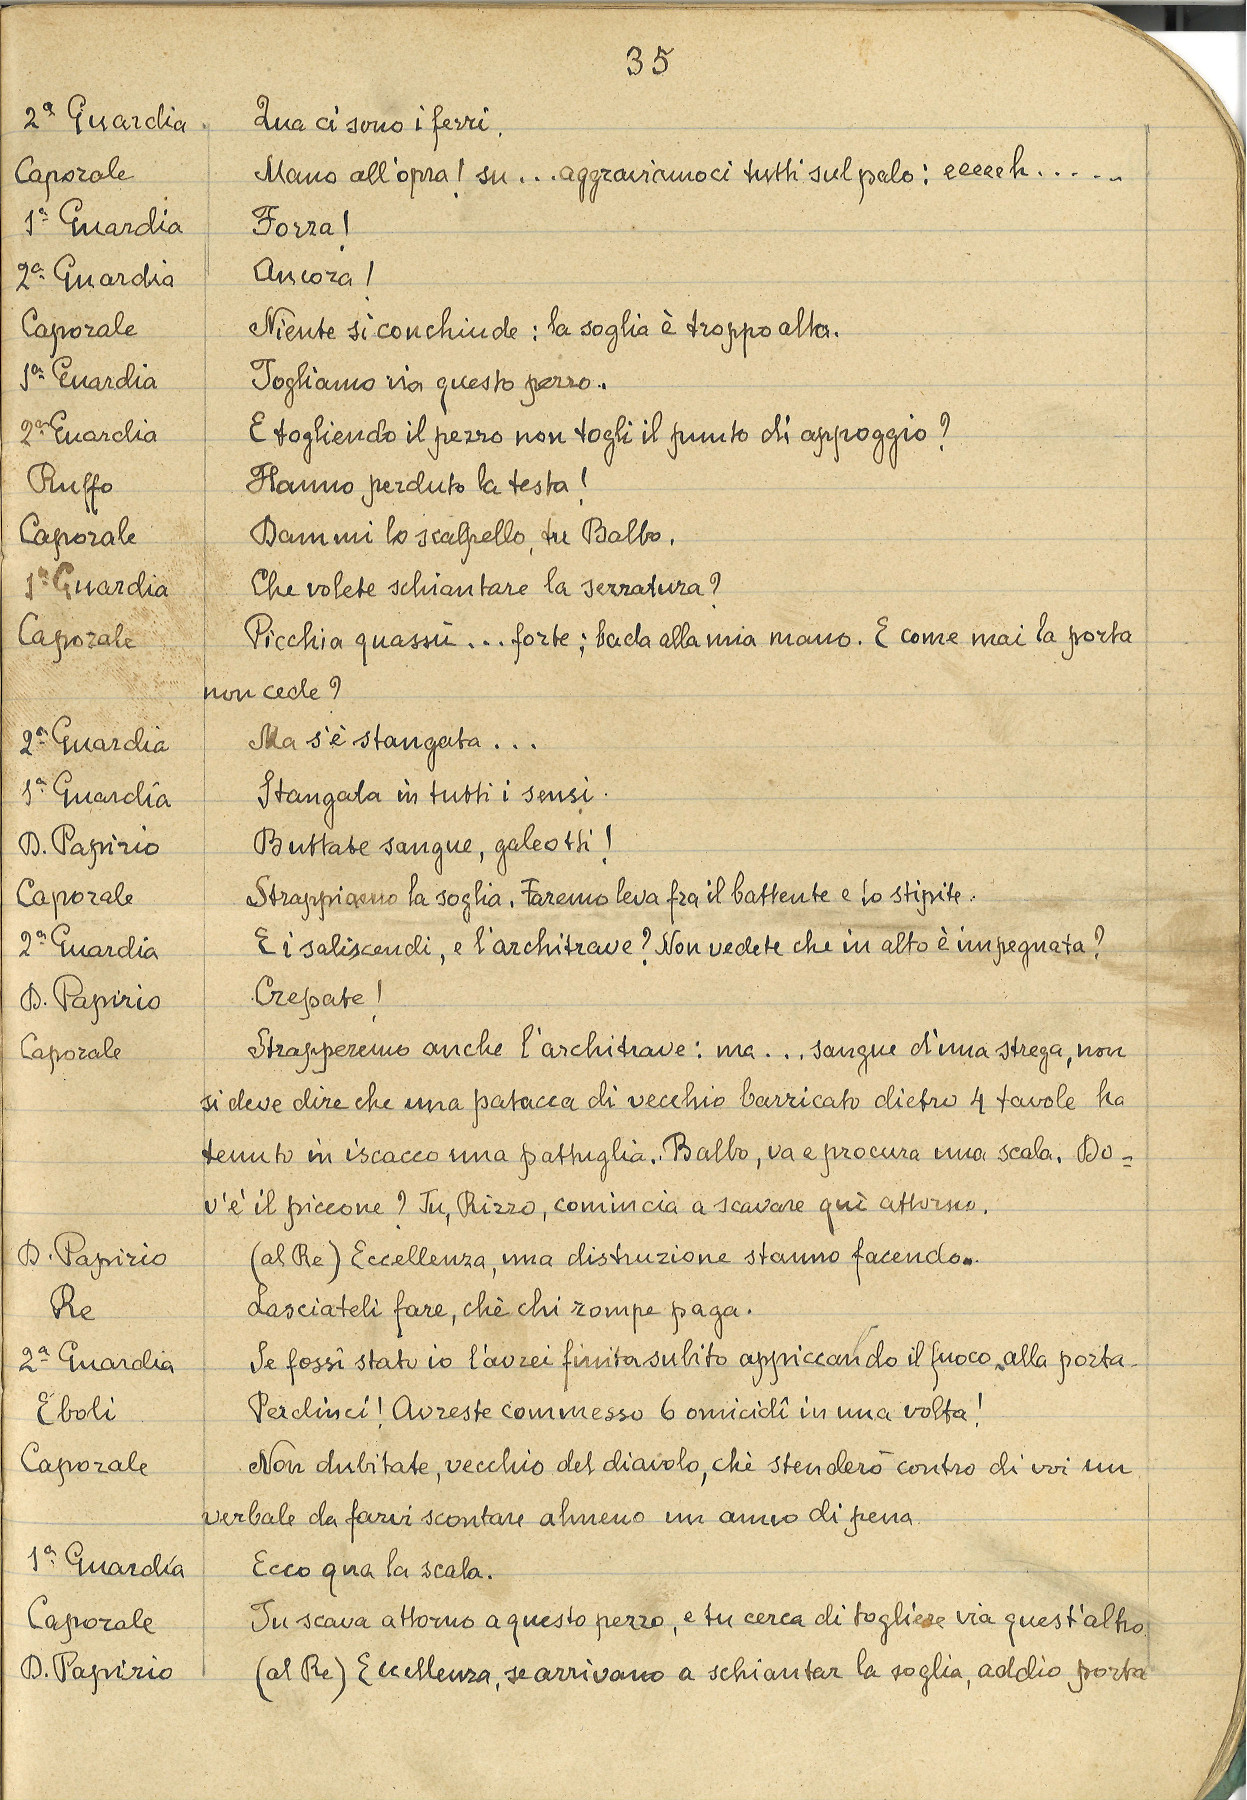 35
2ª Guardia. Qua ci sono i ferri.
Caporale Mano all'opra! su... aggraviamoci tutti sul palo: eeeeh......
1ª Guardia Forza!
2ª Guardia Ancora!
Caporale Niente si conchiude: la soglia è troppo alta.
1ª Guardia Togliamo via questo pezzo.
2ª Guardia E togliendo il pezzo non togli il punto di appoggio?
Ruffo Hanno perduto la testa!
Caporale Dammi lo scalpello, tu Balbo.
1ª Guardia Che volete schiantare la serratura?
Caporale Picchia quassù... forte; bada alla mia mano. E come mai la porta
non cede?
2ª Guardia Ma s'è stangata...
1ª Guardia Stangata in tutti i sensi.
D. Papirio Buttate sangue, galeotti!
Caporale Strappiamo la soglia. Faremo leva fra il battente e lo stipite.
2ª Guardia E i saliscendi, e l'architrave? Non vedete che in alto è impegnata?
D. Papirio Crepate!
Caporale Strapperemo anche l'architrave: ma... sangue d'una strega, non
si deve dire che una patacca di vecchio barricato dietro 4 tavole ha
tenuto in iscacco una pattuglia. Balbo, va e procura una scala. Do=
v'é il piccone? Tu, Rizzo, comincia a scavare quì attorno.
D. Papirio (al Re) Eccellenza, una distruzione stanno facendo..
Re Lasciateli fare, chè chi rompe paga.
2ª Guardia Se fossi stato io l'avrei finita subito appiccando il fuoco alla porta.
Eboli Perdinci! Avreste commesso 6 omicidî in una volta!
Caporale Non dubitate, vecchio del diavolo, chè stenderò contro di voi un
verbale da farvi scontare almeno un anno di pena.
1ª Guardia Ecco qua la scala.
Caporale Tu scava attorno a questo pezzo, e tu cerca di togliere via quest'altro.
D. Papirio (al Re) Eccellenza, se arrivano a schiantar la soglia, addio porta